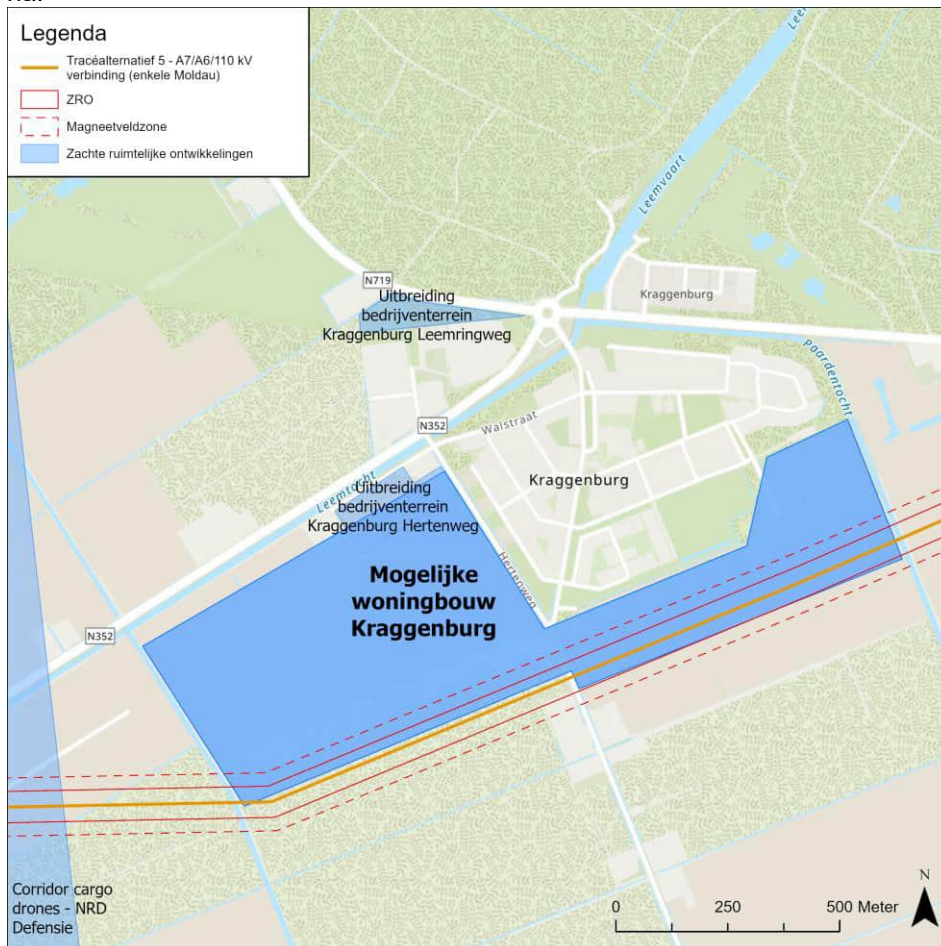 Legenda
Tracéalternatief 5 - A7/A6/110 kV
verbinding (enkele Moldau)
ZRO
Magneetveldzone
Zachte ruimtelijke ontwikkelingen
Leemvaart
N719
Uitbreiding
bedrijventerrein
Kraggenburg Leemringweg
Kraggenburg
Paardentocht
N352
Walstraat
Kraggenburg
Leemtocht
Uitbreiding
bedrijventerrein
Kraggenburg Hertenweg
Hertenweg
Mogelijke
woningbouw
Kraggenburg
N352
Corridor cargo
drones - NRD
Defensie
N
0 250 500 Meter